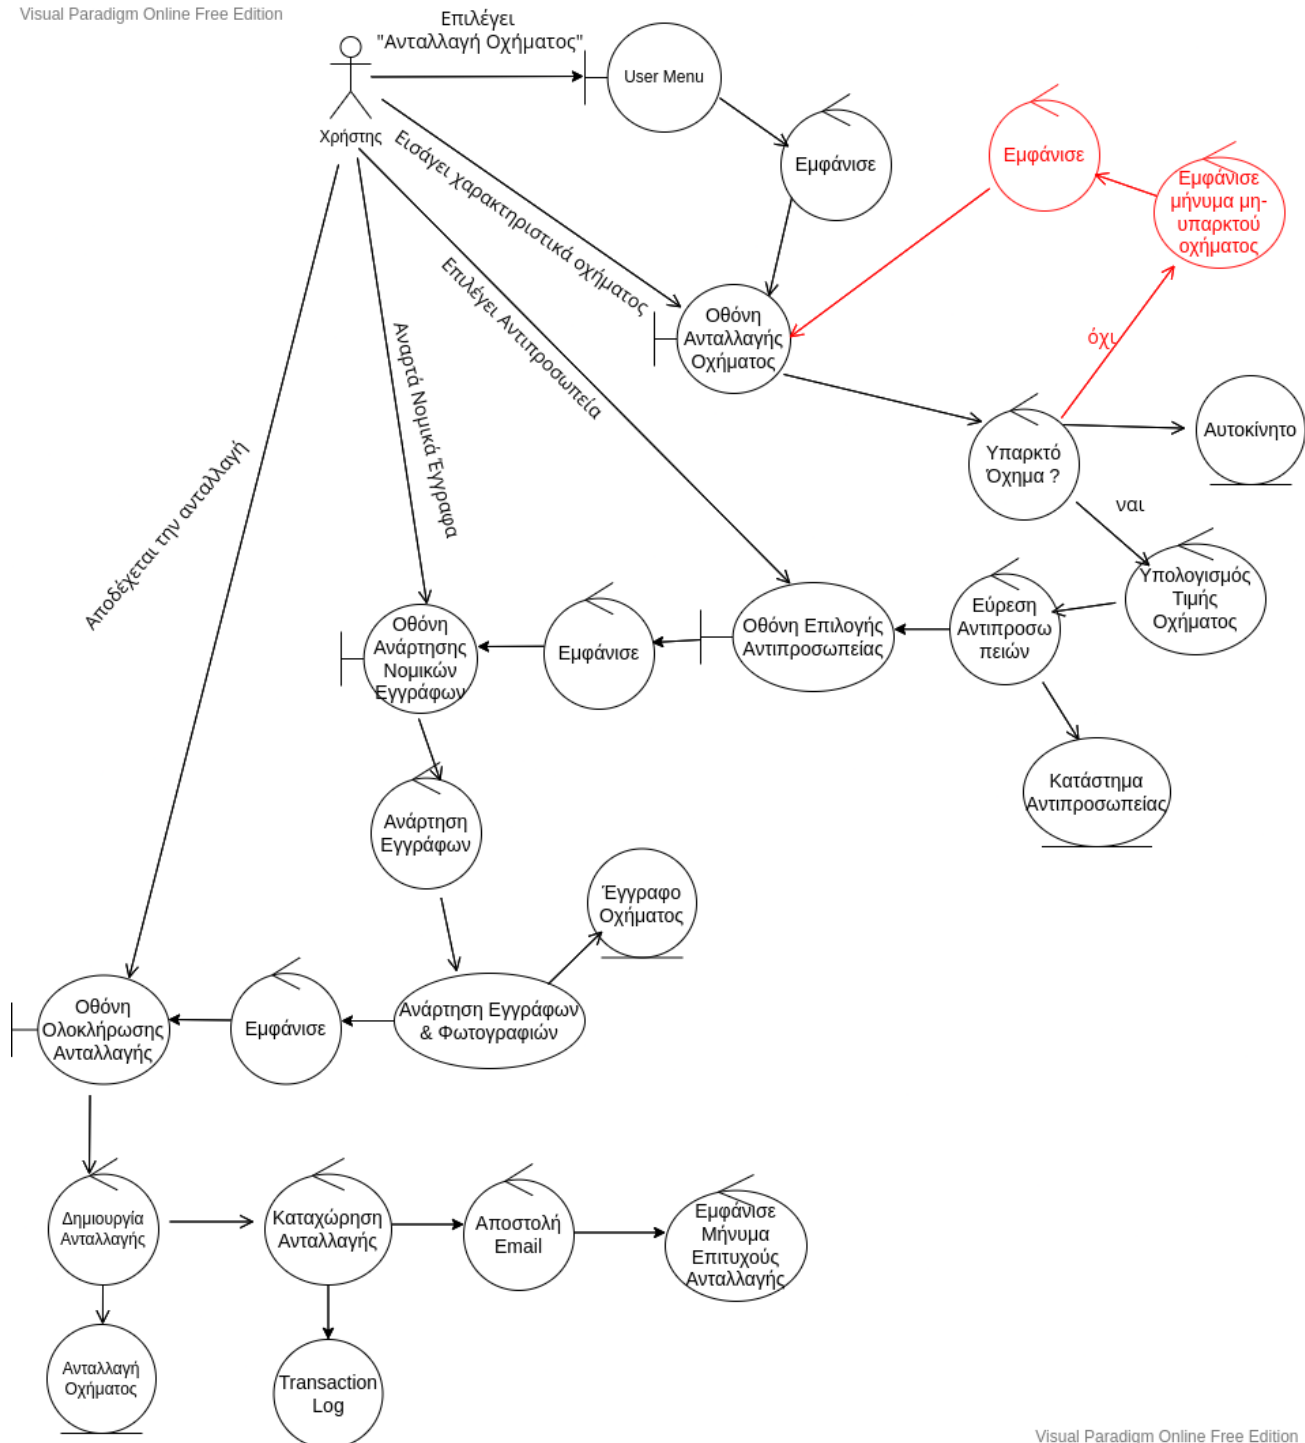 Visual Paradigm Online Free Edition
Επιλέγει
"Ανταλλαγή Οχήματος"
User Menu
Χρήστης
Εμφάνισε
Εμφάνισε
Εμφάνισε
μήνυμα μη-
υπαρκτού
οχήματος
Εισάγει χαρακτηριστικά οχήματος
Επιλέγει Αντιπροσωπεία
Αναρτά Νομικά Έγγραφα
Αποδέχεται την ανταλλαγή
Οθόνη
Ανταλλαγής
Οχήματος
όχι
Υπαρκτό
Όχημα ?
Αυτοκίνητο
ναι
Υπολογισμός
Τιμής
Οχήματος
Εύρεση
Αντιπροσω
πειών
Οθόνη Επιλογής
Αντιπροσωπείας
Εμφάνισε
Οθόνη
Ανάρτησης
Νομικών
Εγγράφων
Κατάστημα
Αντιπροσωπείας
Ανάρτηση
Εγγράφων
Έγγραφο
Οχήματος
Ανάρτηση Εγγράφων
& Φωτογραφιών
Εμφάνισε
Οθόνη
Ολοκλήρωσης
Ανταλλαγής
Δημιουργία
Ανταλλαγής
Καταχώρηση
Ανταλλαγής
Αποστολή
Email
Εμφάνισε
Μήνυμα
Επιτυχούς
Ανταλλαγής
Ανταλλαγή
Οχήματος
Transaction
Log
Visual Paradigm Online Free Edition